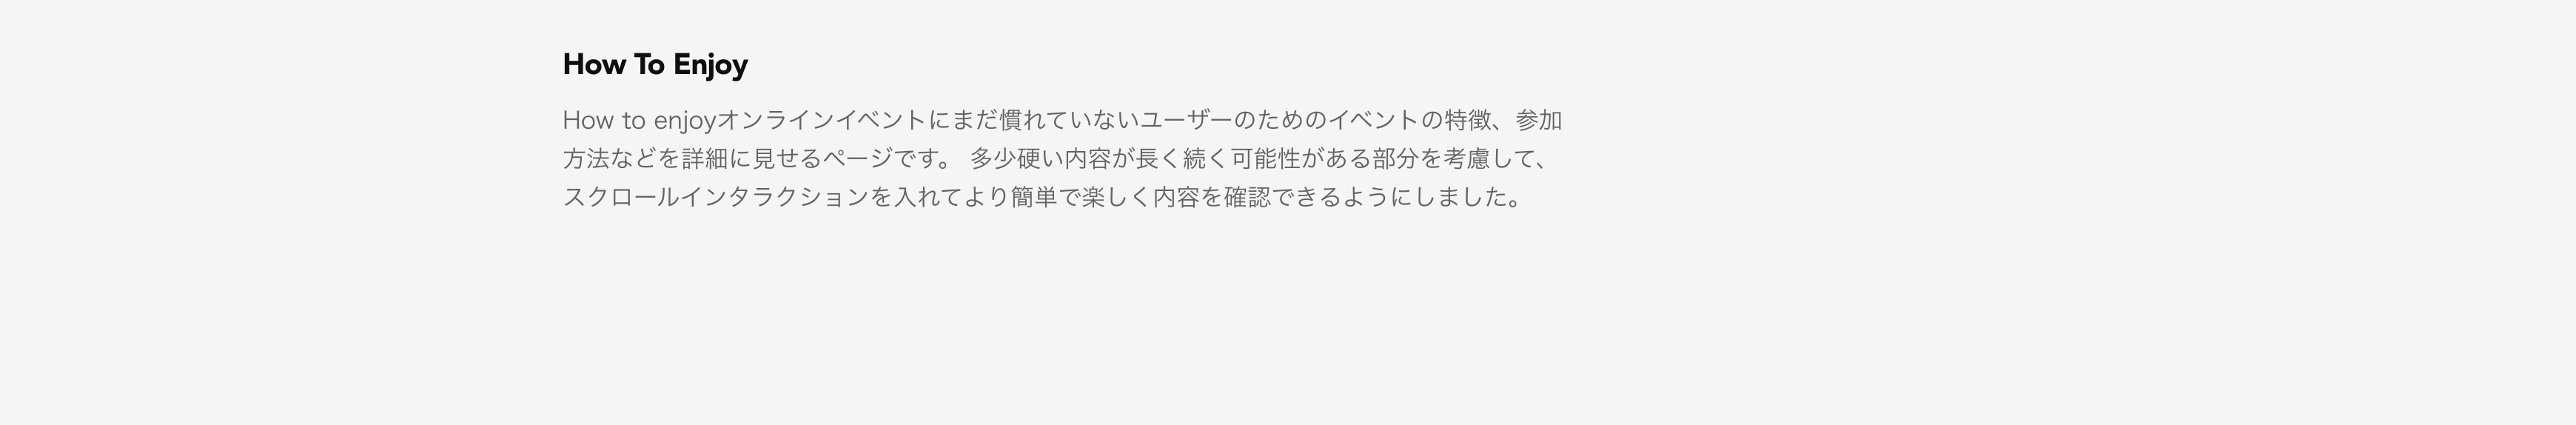 How To Enjoy
How to enjoyオンラインイベントにまだ慣れていないユーザーのためのイベントの特徴、参加
方法などを詳細に見せるページです。 多少硬い内容が長く続く可能性がある部分を考慮して、
スクロールインタラクションを入れてより簡単で楽しく内容を確認できるようにしました。